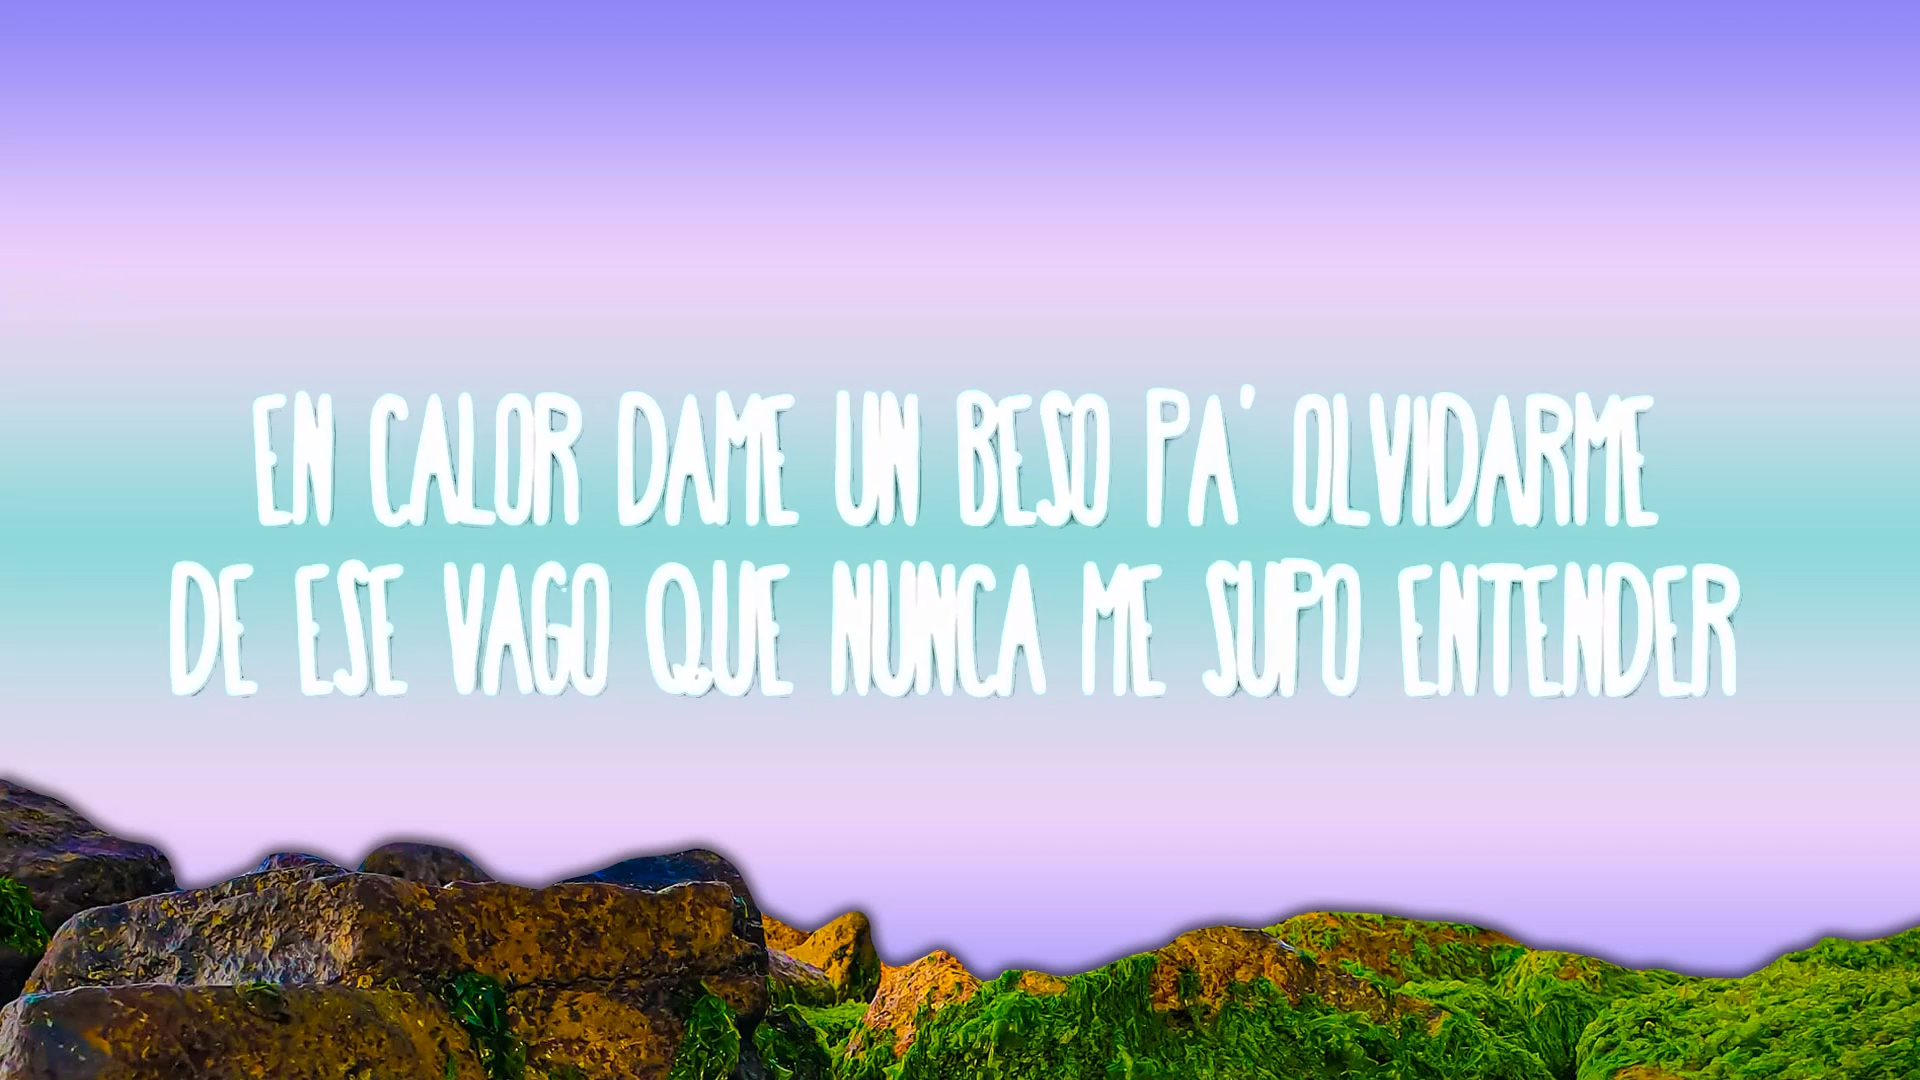 EN CALOR DAME UN BESO PA' OLVIDARME
DE ESE VAGO QUE NUNCA ME SUPO ENTENDER